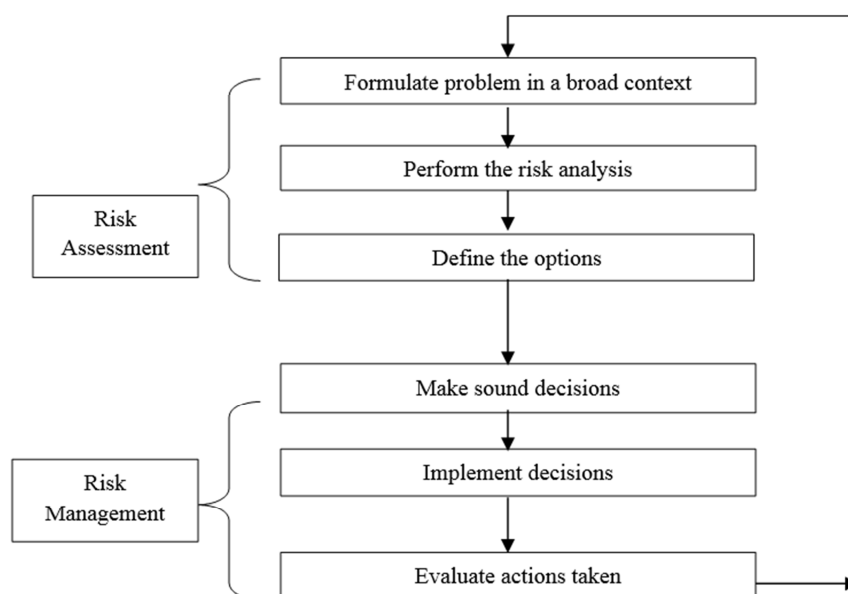 Formulate problem in a broad context
Perform the risk analysis
Risk
Assessment
Define the options
Make sound decisions
Implement decisions
Risk
Management
Evaluate actions taken